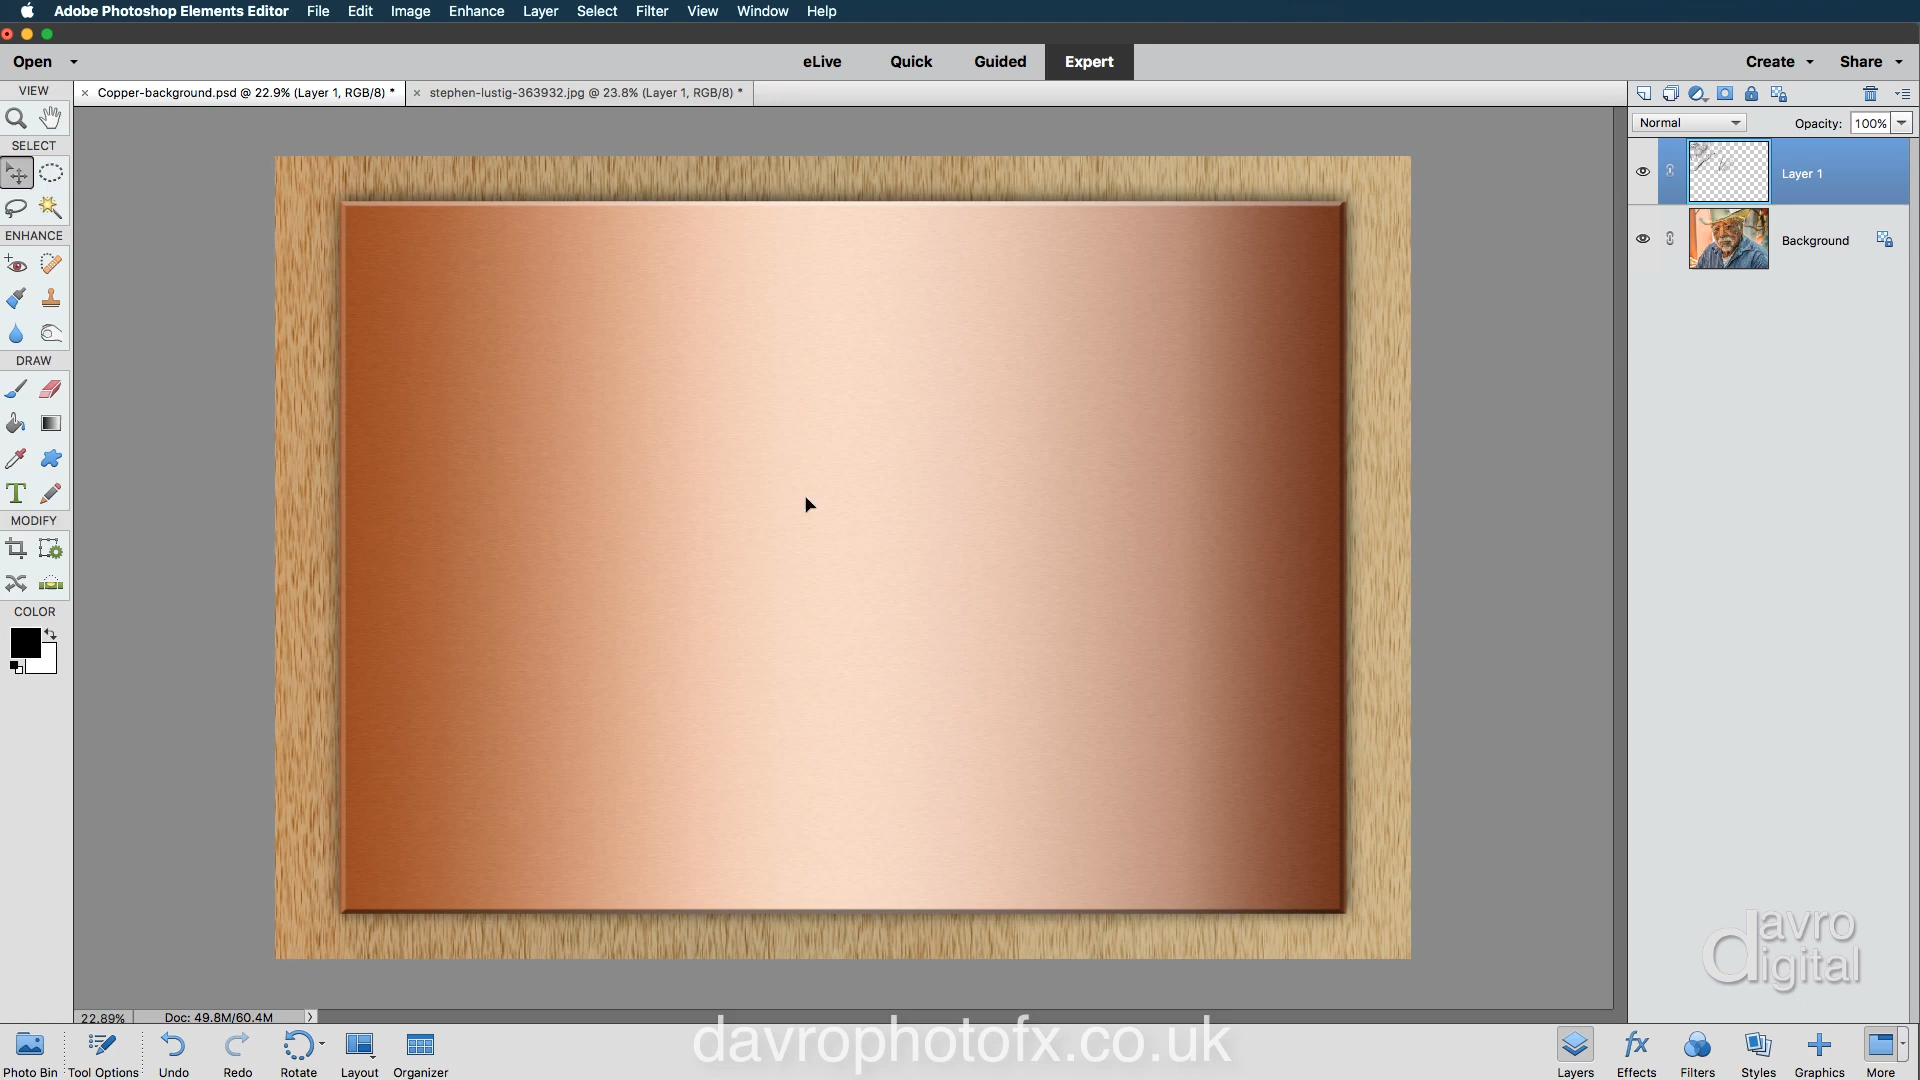 Adobe Photoshop Elements Editor File Edit Image Enhance Layer Select Filter View Window Help
Open eLive Quick Guided Expert Create Share
VIEW
× Copper-background.psd @ 22.9% (Layer 1, RGB/8) * × stephen-lustig-363932.jpg @ 23.8% (Layer 1, RGB/8) *
Normal Opacity: 100%
SELECT
Layer 1
ENHANCE
Background
DRAW
T
MODIFY
COLOR
davro
digital
22.89% Doc: 49.8M/60.4M >
davrophotofx.co.uk
fx
Photo Bin Tool Options Undo Redo Rotate Layout Organizer Layers Effects Filters Styles Graphics More